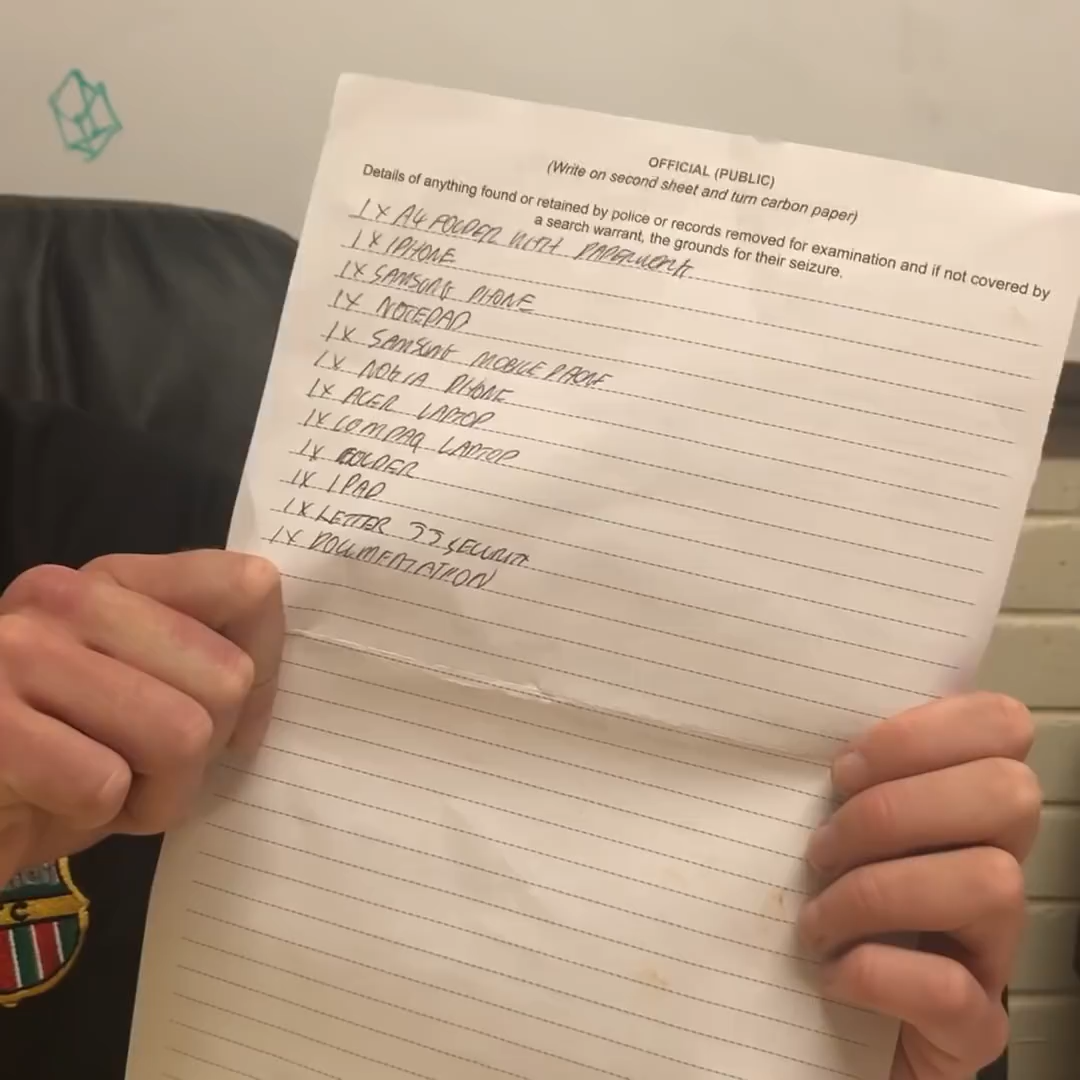 OFFICIAL (PUBLIC)
(Write on second sheet and turn carbon paper)
Details of anything found or retained by police or records removed for examination and if not covered by
a search warrant, the grounds for their seizure.
1 X A4 FOLDER WITH PAPERWORK
1 X IPHONE
1X SAMSUNG PHONE
1X NOTEPAD
1X SAMSUNG MOBILE PHONE
1X NOKIA PHONE
1X ACER LAPTOP
1X COMPAQ LAPTOP
1X FOLDER
1X IPAD
1X LETTER
1X DOCUMENTATION
C